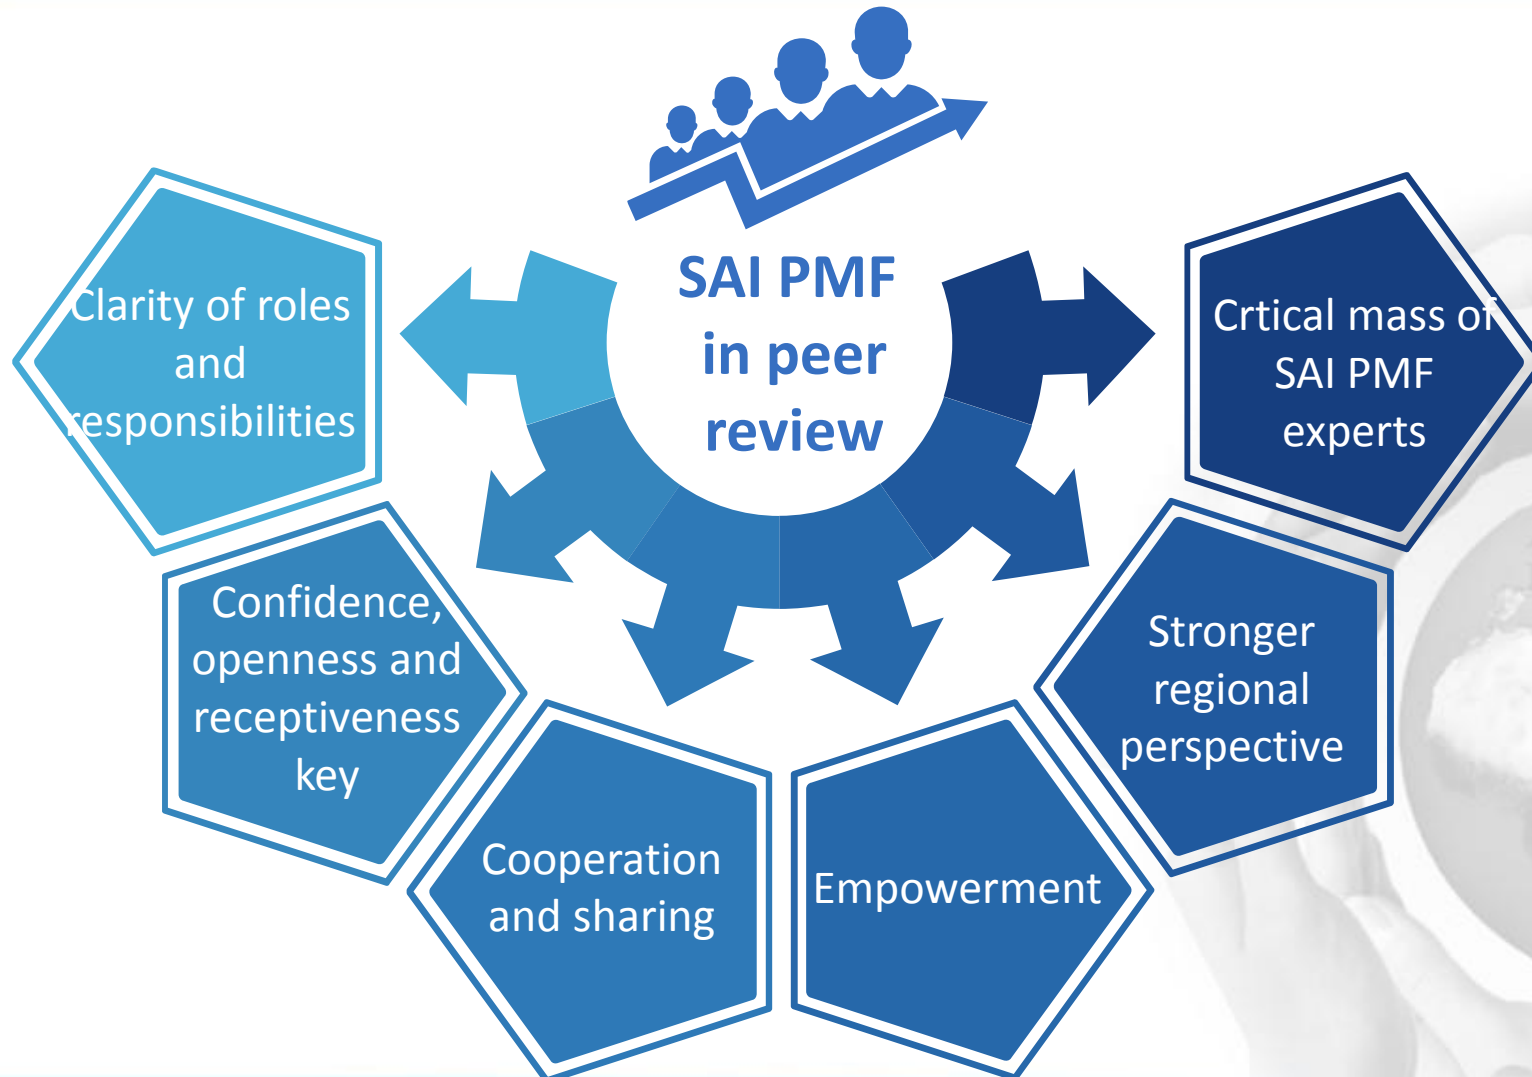 SAI PMF
in peer
review
Clarity of roles
and
responsibilities
Confidence,
openness and
receptiveness
key
Cooperation
and sharing
Empowerment
Stronger
regional
perspective
Crtical mass of
SAI PMF
experts